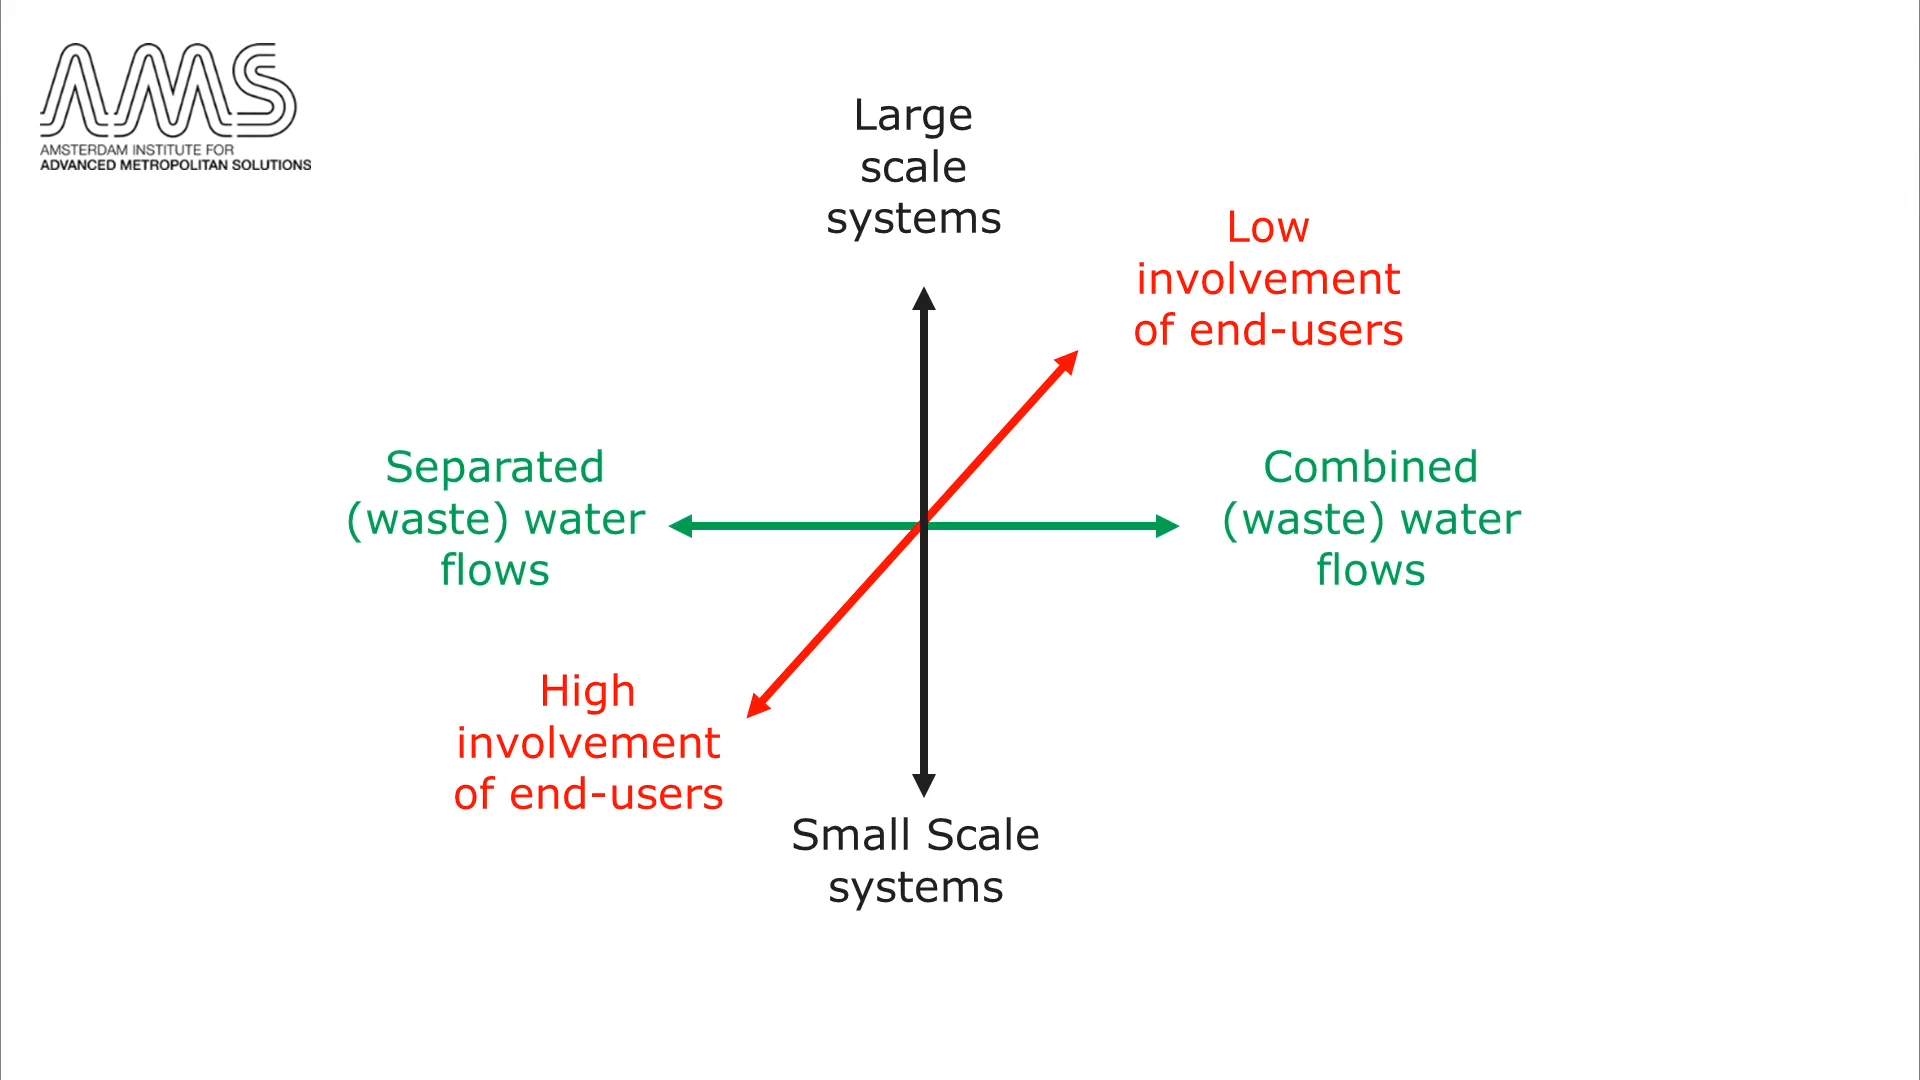 AMS
AMSTERDAM INSTITUTE FOR
ADVANCED METROPOLITAN SOLUTIONS
Large
scale
systems
Low
involvement
of end-users
Separated
(waste) water
flows
Combined
(waste) water
flows
High
involvement
of end-users
Small Scale
systems